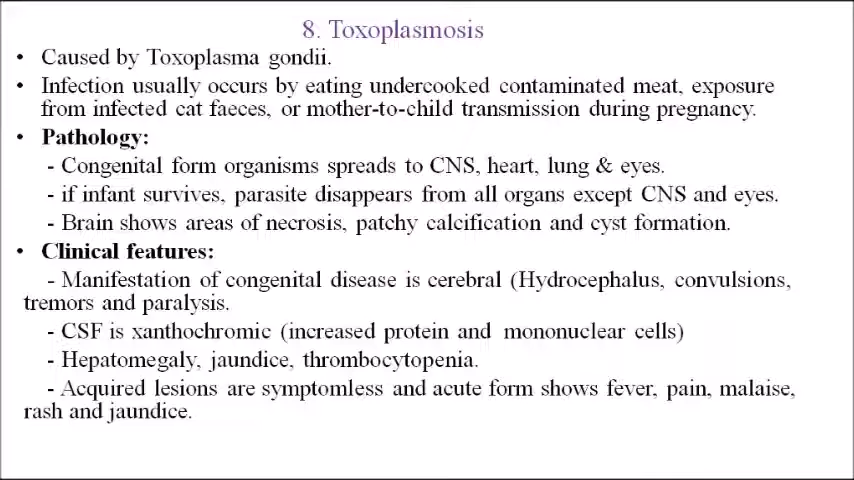 8. Toxoplasmosis
• Caused by Toxoplasma gondii.
• Infection usually occurs by eating undercooked contaminated meat, exposure
from infected cat faeces, or mother-to-child transmission during pregnancy.
• Pathology:
- Congenital form organisms spreads to CNS, heart, lung & eyes.
- if infant survives, parasite disappears from all organs except CNS and eyes.
- Brain shows areas of necrosis, patchy calcification and cyst formation.
• Clinical features:
- Manifestation of congenital disease is cerebral (Hydrocephalus, convulsions,
tremors and paralysis.
- CSF is xanthochromic (increased protein and mononuclear cells)
- Hepatomegaly, jaundice, thrombocytopenia.
- Acquired lesions are symptomless and acute form shows fever, pain, malaise,
rash and jaundice.